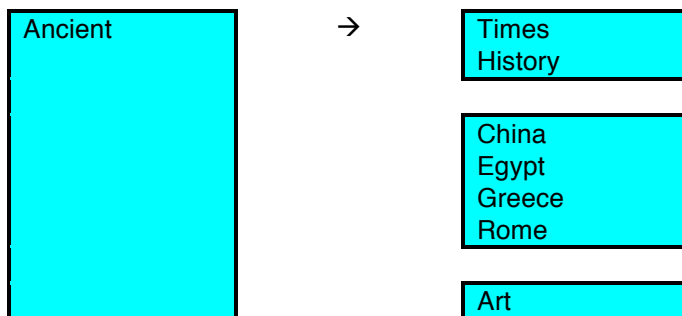 Ancient → Times
History
China
Egypt
Greece
Rome
Art